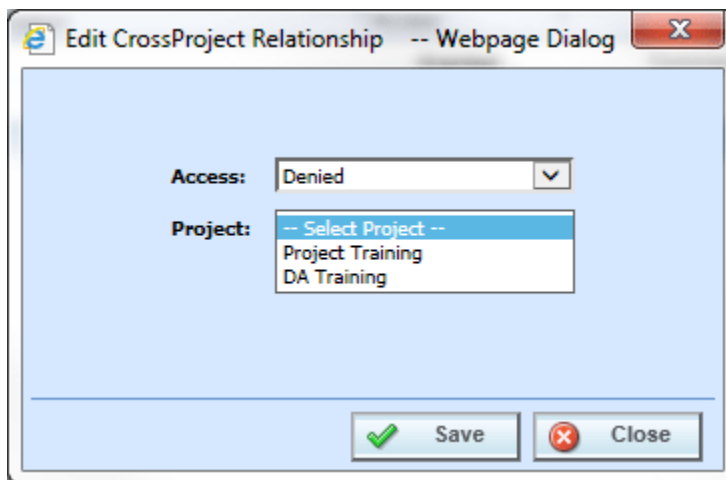 Edit CrossProject Relationship -- Webpage Dialog
Access: Denied
Project: -- Select Project --
Project Training
DA Training
Save Close